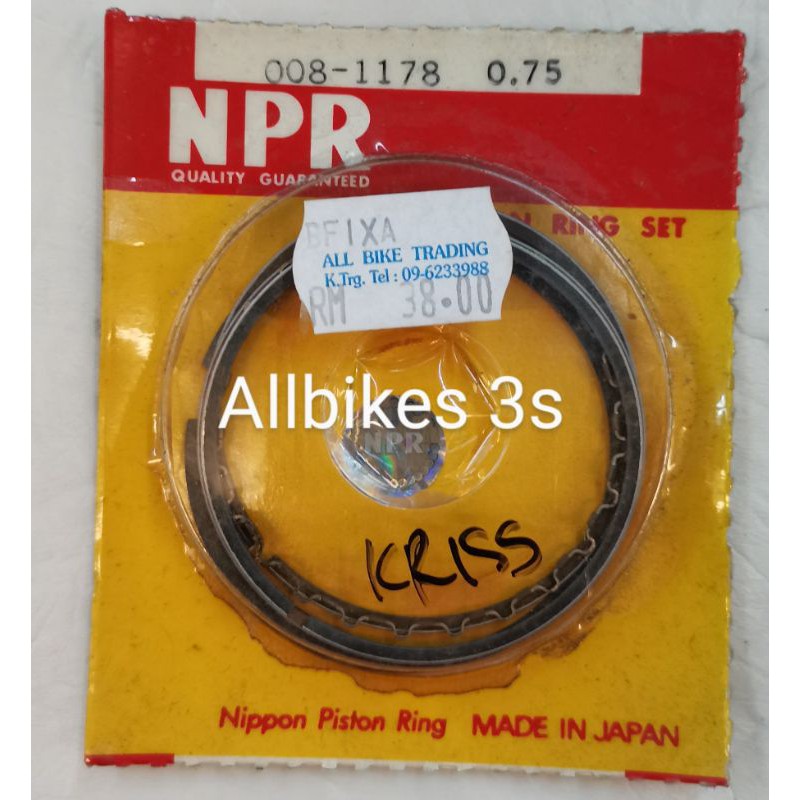 008-1178 0.75
NPR
QUALITY GUARANTEED
RING SET
BFIXA
ALL BIKE TRADING
K.Trg. Tel : 09-6233988
RM 38.00
Allbikes 3s
NPR
KRISS
Nippon Piston Ring MADE IN JAPAN